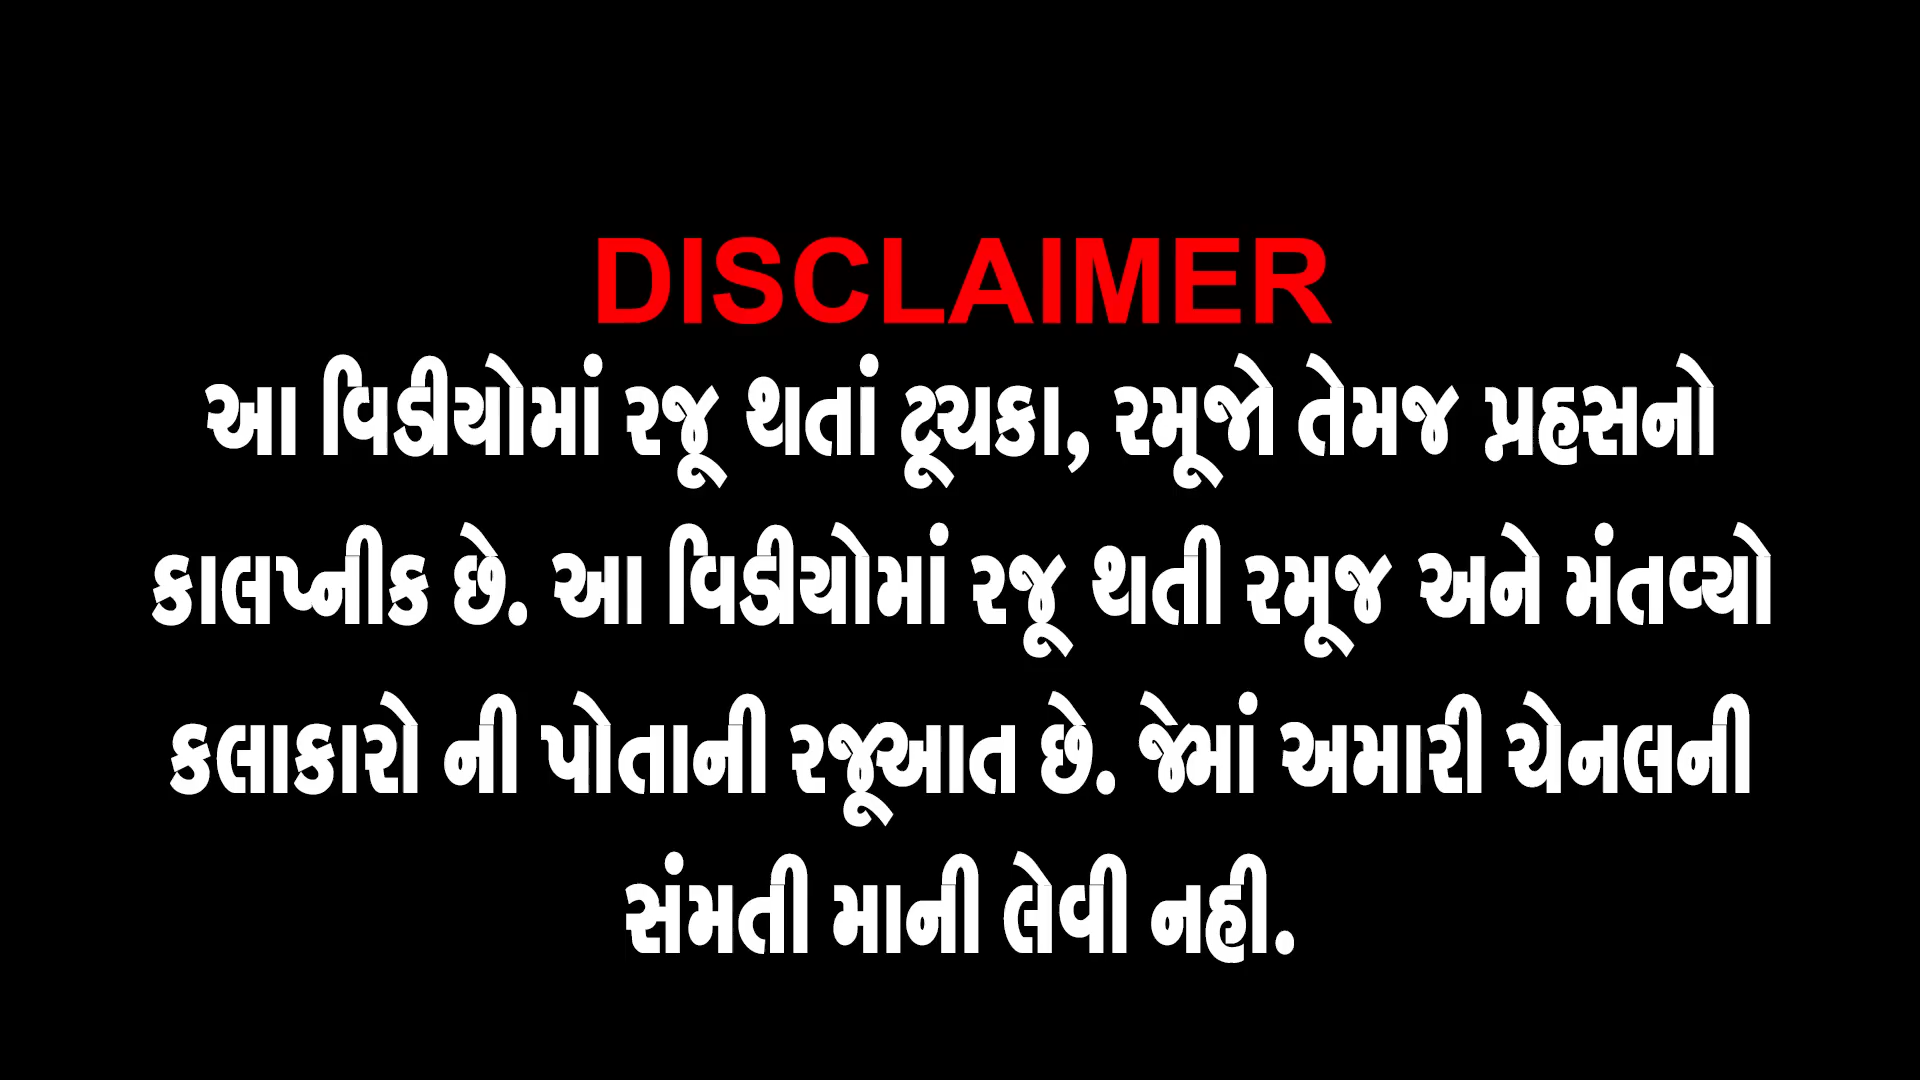 DISCLAIMER
આ વિડીયોમાં રજૂ થતાં ટૂચકા, રમૂજો તેમજ પ્રહસનો
કાલપ્નીક છે. આ વિડીયોમાં રજૂ થતી રમૂજ અને મંતવ્યો
કલાકારો ની પોતાની રજૂઆત છે. જેમાં અમારી ચેનલની
સંમતી માની લેવી નહી.